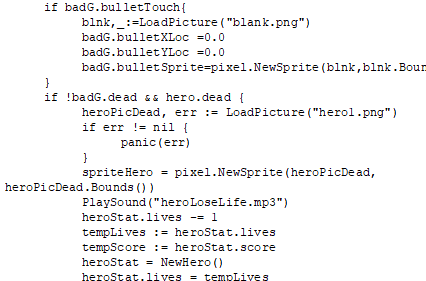 if badG.bulletTouch{
blnk,_:=LoadPicture("blank.png")
badG.bulletXLoc =0.0
badG.bulletYLoc =0.0
badG.bulletSprite=pixel.NewSprite(blnk,blnk.Boun
}
if !badG.dead && hero.dead {
heroPicDead, err := LoadPicture("hero1.png")
if err != nil {
panic(err)
}
spriteHero = pixel.NewSprite(heroPicDead,
heroPicDead.Bounds())
PlaySound("heroLoseLife.mp3")
heroStat.lives -= 1
tempLives := heroStat.lives
tempScore := heroStat.score
heroStat = NewHero()
heroStat.lives = tempLives